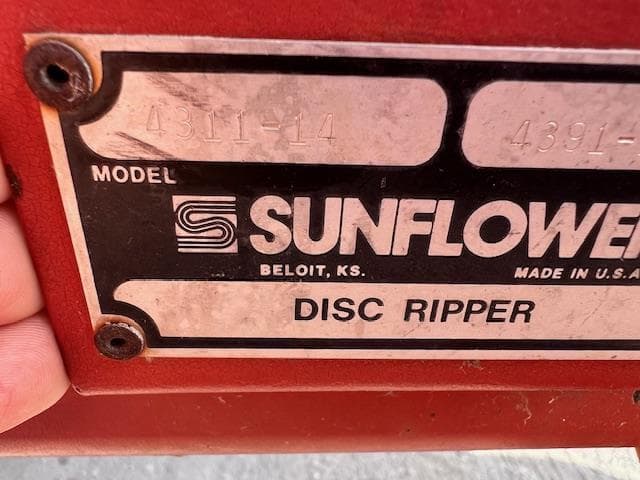 4311-14 4391-
MODEL
SUNFLOWER
BELOIT, KS. MADE IN U.S.A
DISC RIPPER